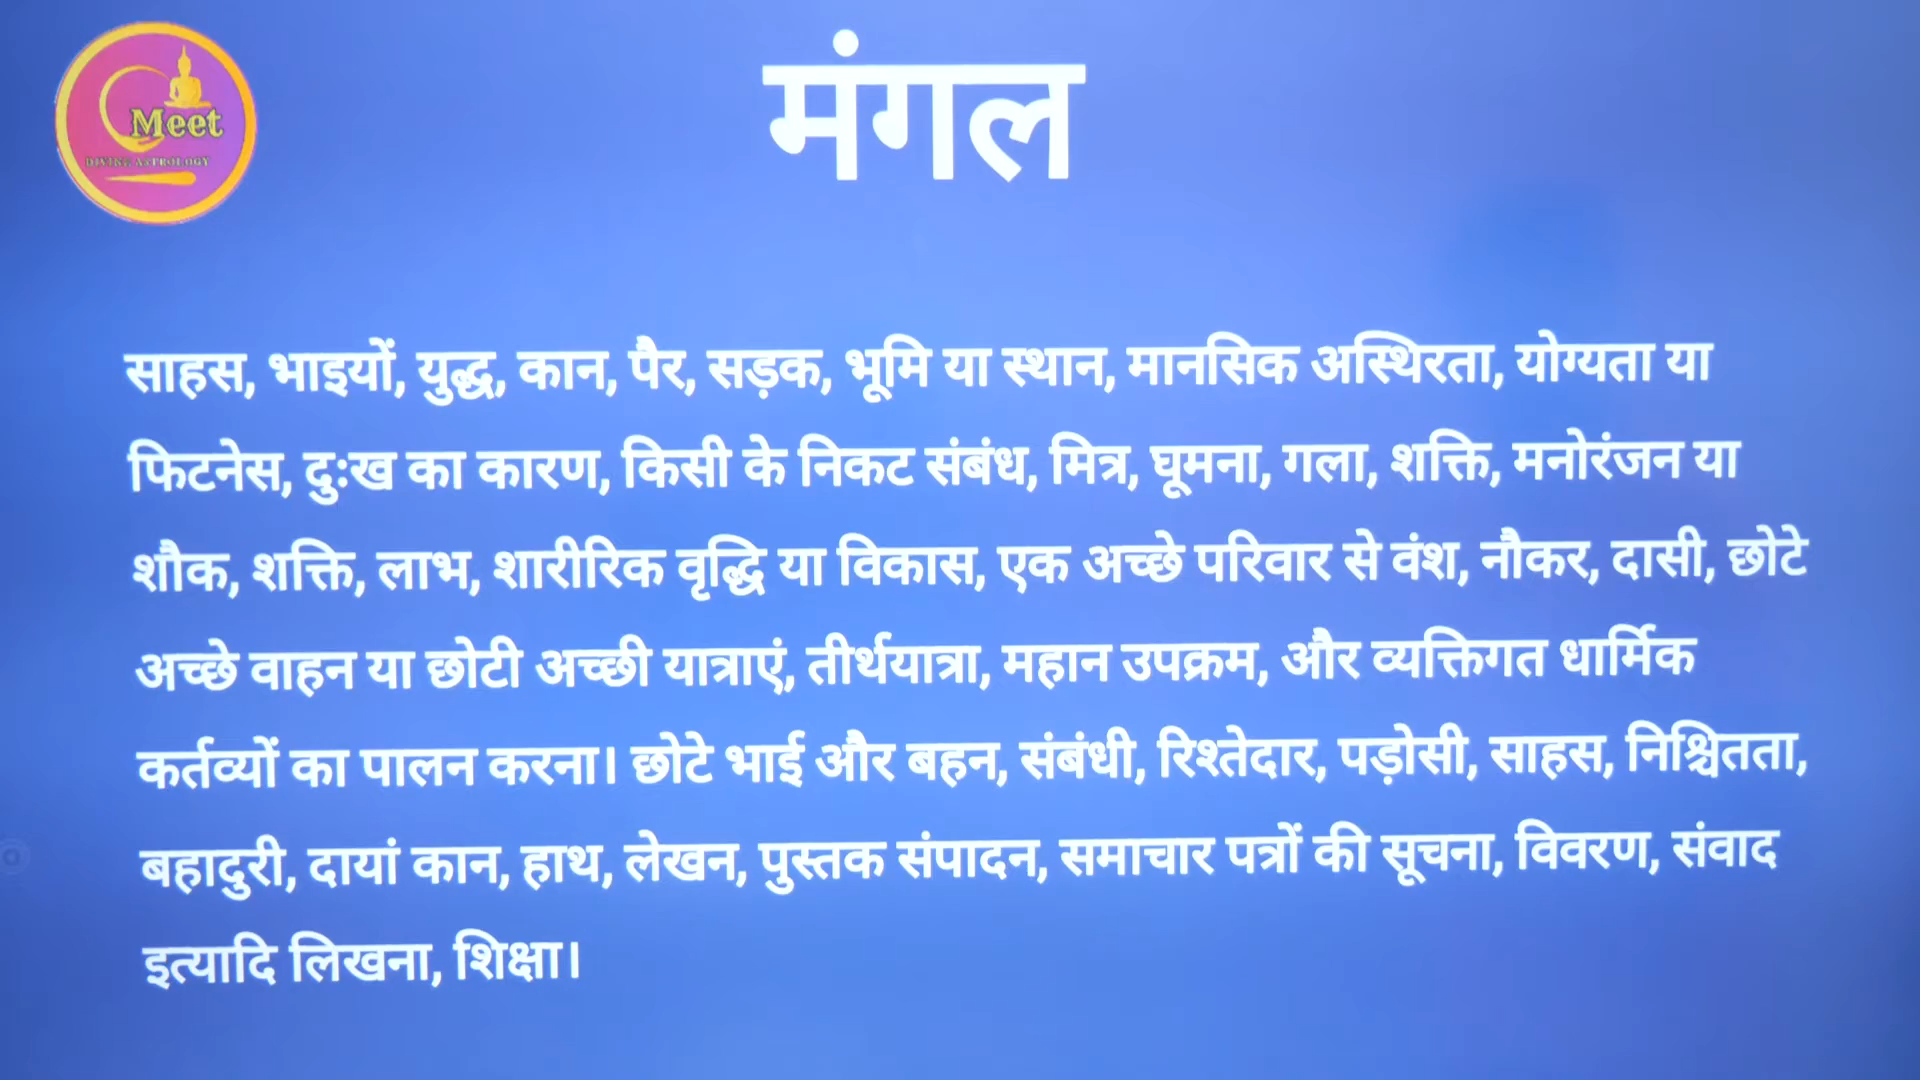 मंगल
Meet
DIVINE ASTROLOGY
साहस, भाइयों, युद्ध, कान, पैर, सड़क, भूमि या स्थान, मानसिक अस्थिरता, योग्यता या
फिटनेस, दुःख का कारण, किसी के निकट संबंध, मित्र, घूमना, गला, शक्ति, मनोरंजन या
शौक, शक्ति, लाभ, शारीरिक वृद्धि या विकास, एक अच्छे परिवार से वंश, नौकर, दासी, छोटे
अच्छे वाहन या छोटी अच्छी यात्राएं, तीर्थयात्रा, महान उपक्रम, और व्यक्तिगत धार्मिक
कर्तव्यों का पालन करना। छोटे भाई और बहन, संबंधी, रिश्तेदार, पड़ोसी, साहस, निश्चितता,
बहादुरी, दायां कान, हाथ, लेखन, पुस्तक संपादन, समाचार पत्रों की सूचना, विवरण, संवाद
इत्यादि लिखना, शिक्षा।